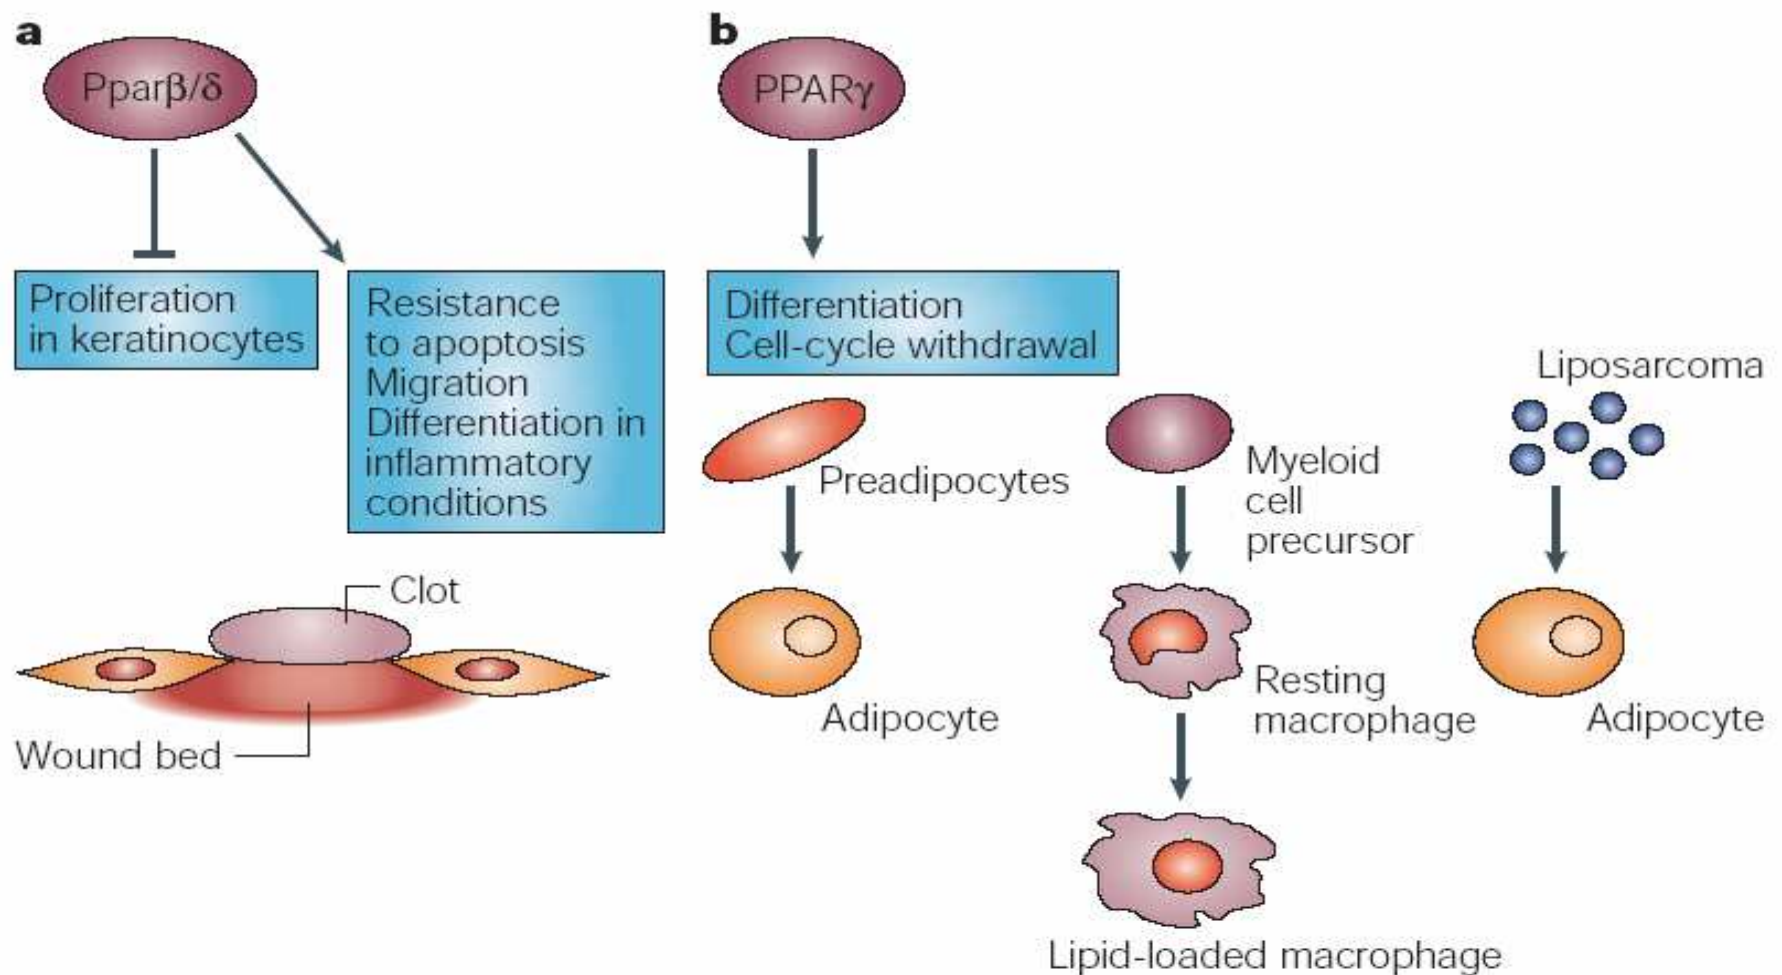 a
Pparβ/δ
Proliferation
in keratinocytes
Resistance
to apoptosis
Migration
Differentiation in
inflammatory
conditions
Clot
Wound bed
b
PPARγ
Differentiation
Cell-cycle withdrawal
Preadipocytes
Adipocyte
Myeloid
cell
precursor
Resting
macrophage
Lipid-loaded macrophage
Liposarcoma
Adipocyte